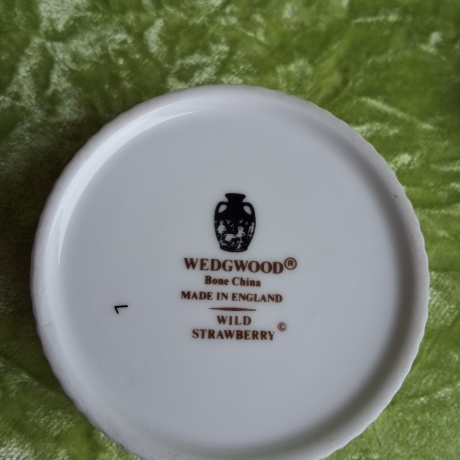 WEDGWOOD®
Bone China
MADE IN ENGLAND
WILD
STRAWBERRY ©